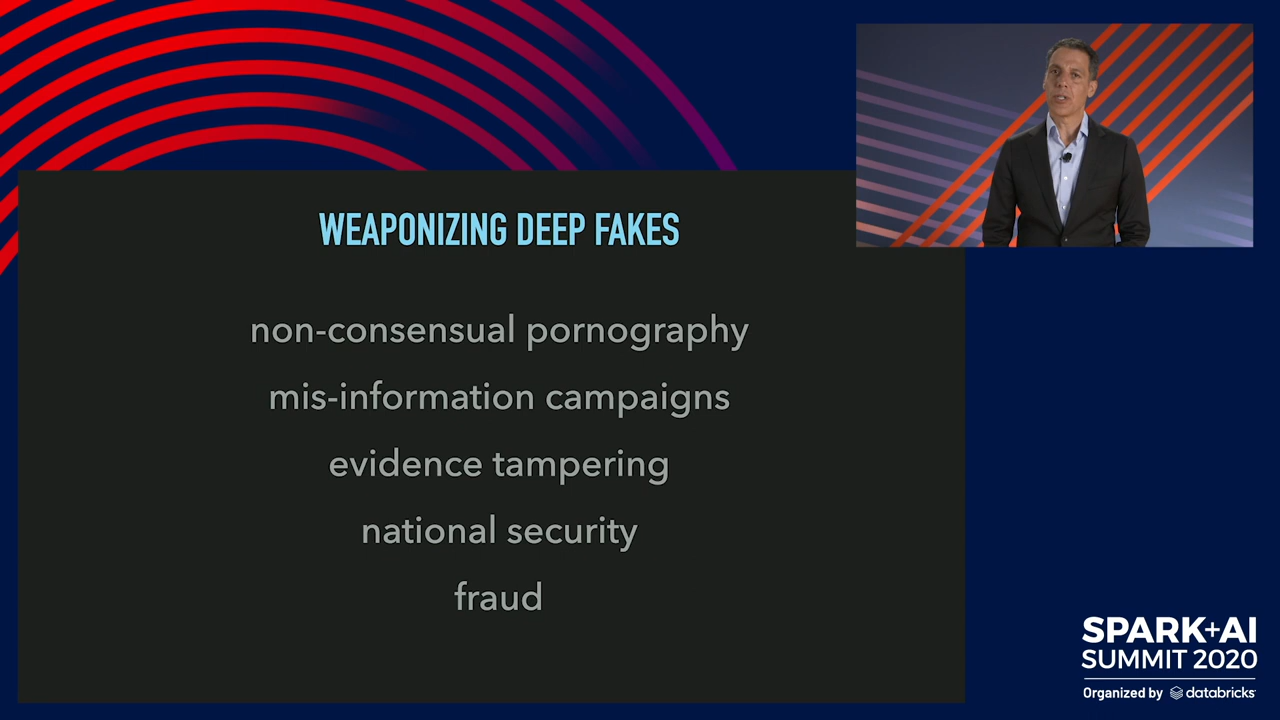 WEAPONIZING DEEP FAKES
non-consensual pornography
mis-information campaigns
evidence tampering
national security
fraud
SPARK+AI
SUMMIT 2020
Organized by databricks